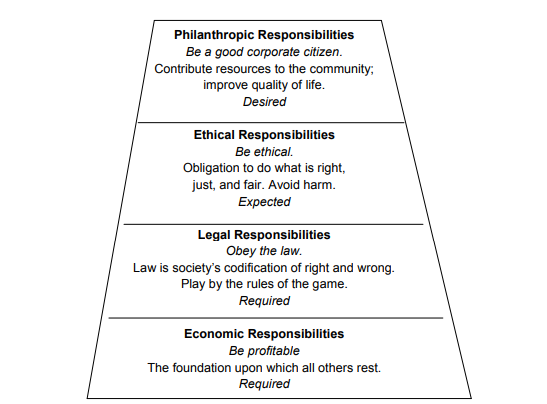 Philanthropic Responsibilities
Be a good corporate citizen.
Contribute resources to the community;
improve quality of life.
Desired
Ethical Responsibilities
Be ethical.
Obligation to do what is right,
just, and fair. Avoid harm.
Expected
Legal Responsibilities
Obey the law.
Law is society’s codification of right and wrong.
Play by the rules of the game.
Required
Economic Responsibilities
Be profitable
The foundation upon which all others rest.
Required